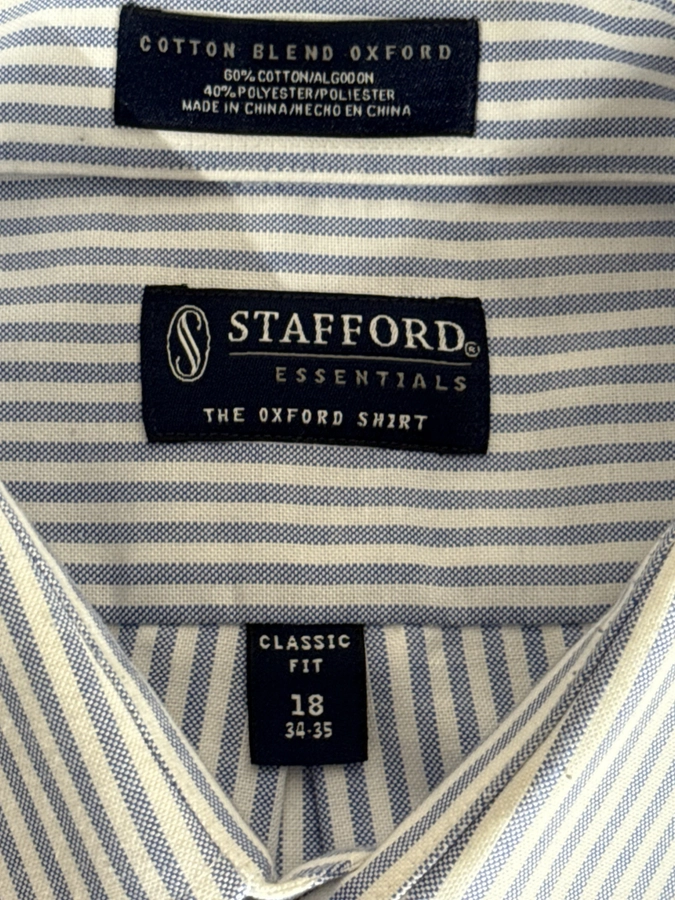 COTTON BLEND OXFORD
60% COTTON/ALGODON
40% POLYESTER/POLIESTER
MADE IN CHINA/HECHO EN CHINA
S STAFFORD®
ESSENTIALS
THE OXFORD SHIRT
CLASSIC
FIT
18
34-35